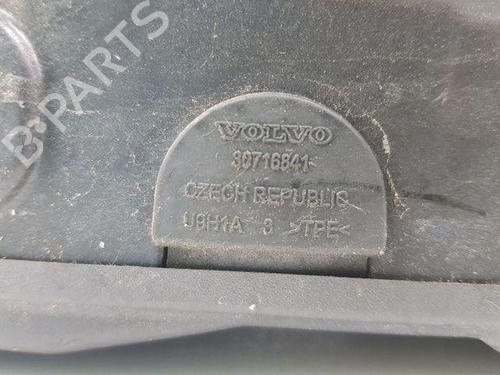 B-PARTS
VOLVO
30716841
CZECH REPUBLIC
U9H1A 3 >TPE<